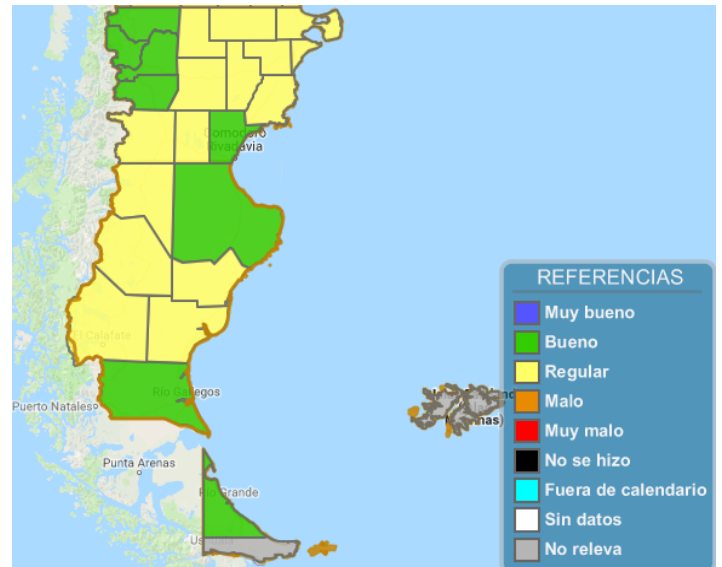 Comodoro
Rivadavia
El Calafate
Río Gallegos
Puerto Natales
Punta Arenas
Río Grande
REFERENCIAS
Muy bueno
Bueno
Regular
Malo
Muy malo
No se hizo
Fuera de calendario
Sin datos
No releva